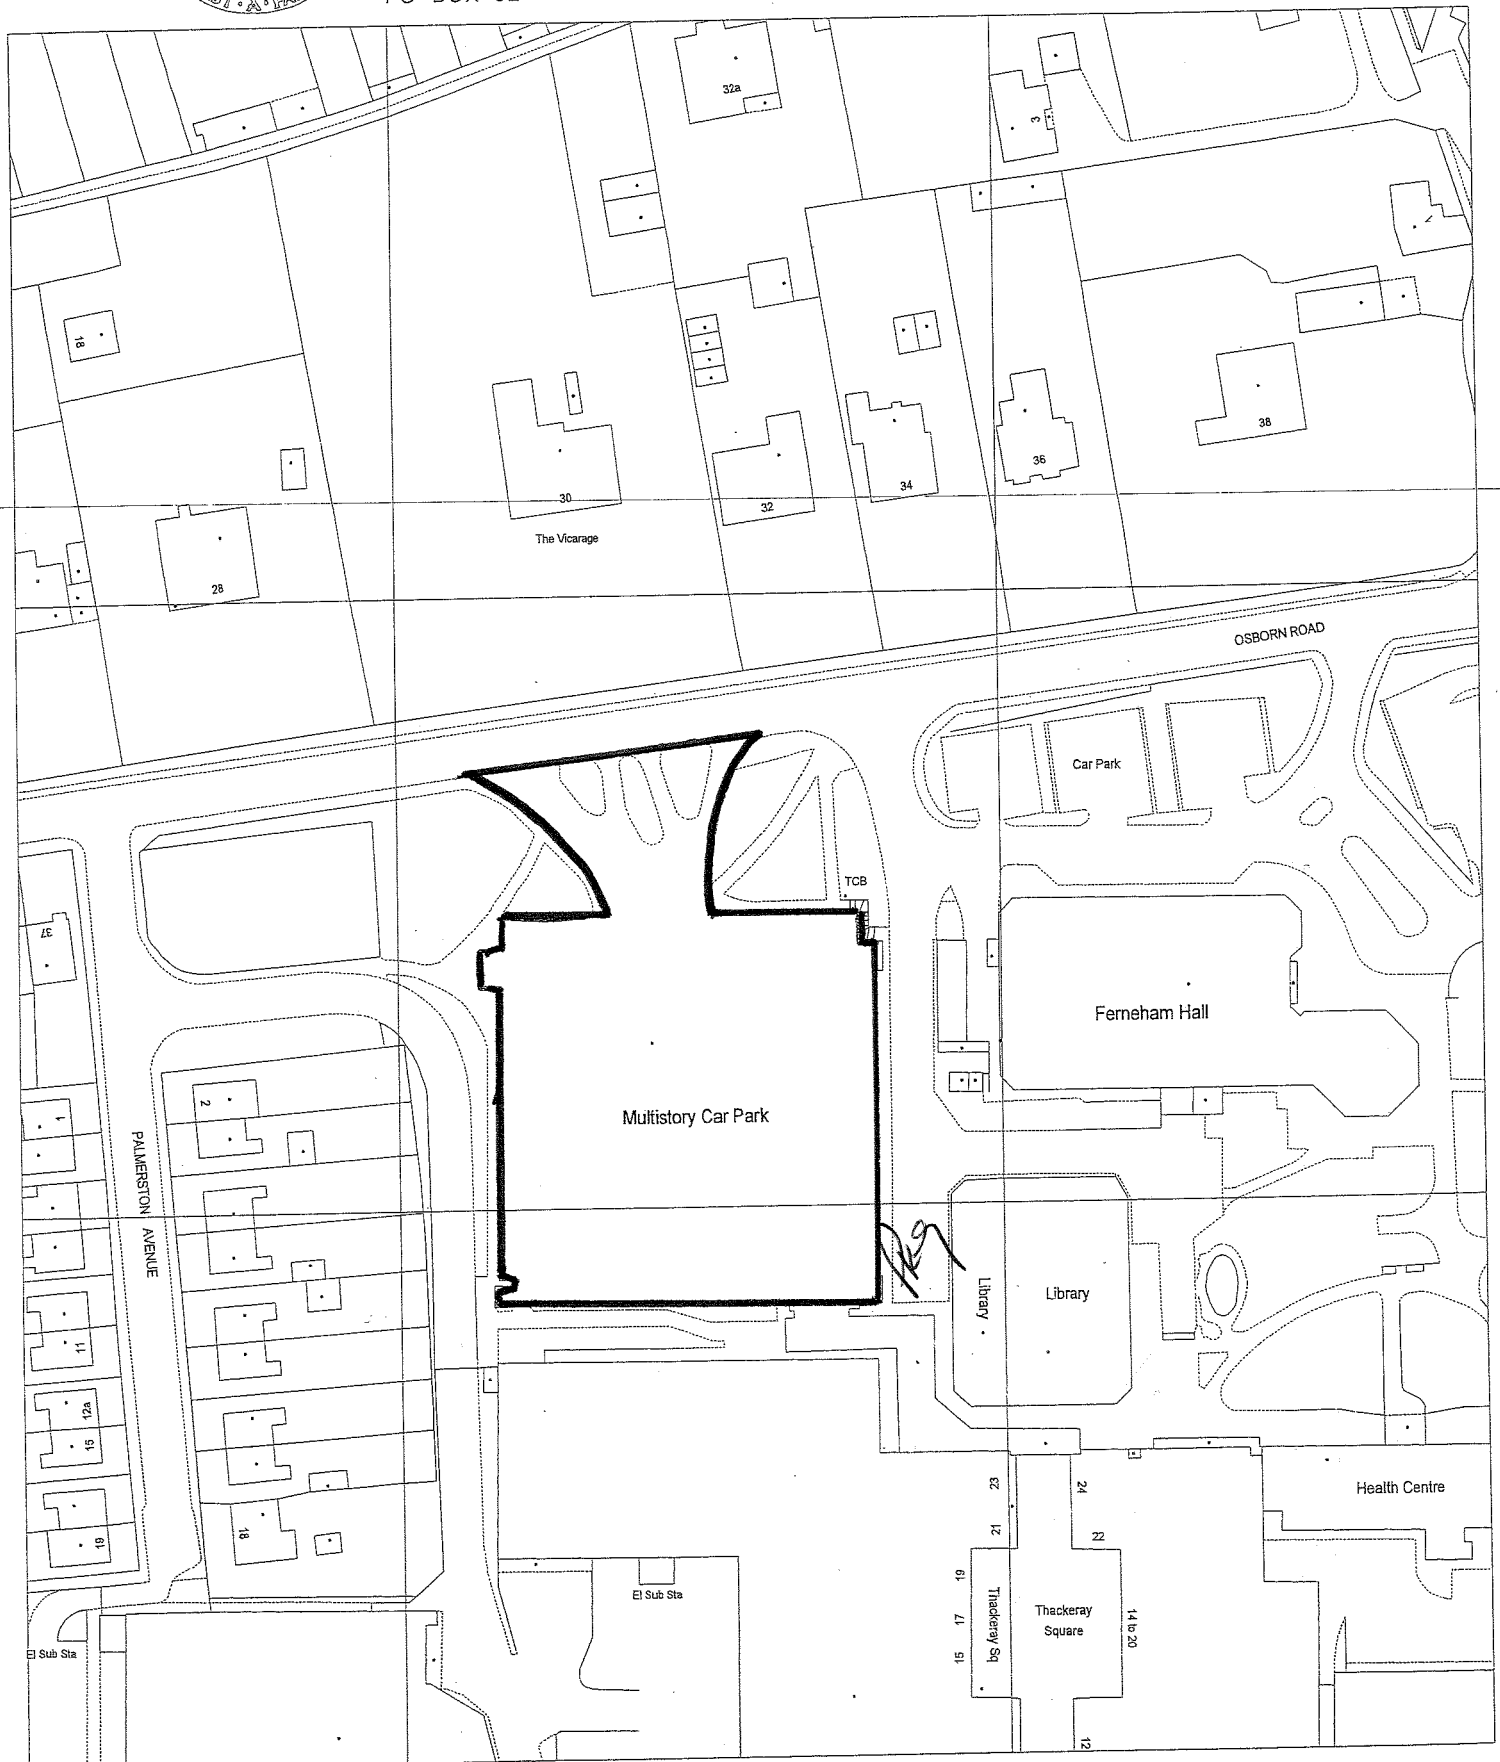 PO BOX
32a
3
18
30
The Vicarage
32
34
36
38
28
OSBORN ROAD
Car Park
TCB
37
Ferneham Hall
Multistory Car Park
2
1
PALMERSTON AVENUE
Library
Library
11
12a
15
19
18
23
24
21
22
Health Centre
19
17
15
Thackeray Sq
Thackeray
Square
14 to 20
El Sub Sta
El Sub Sta
12